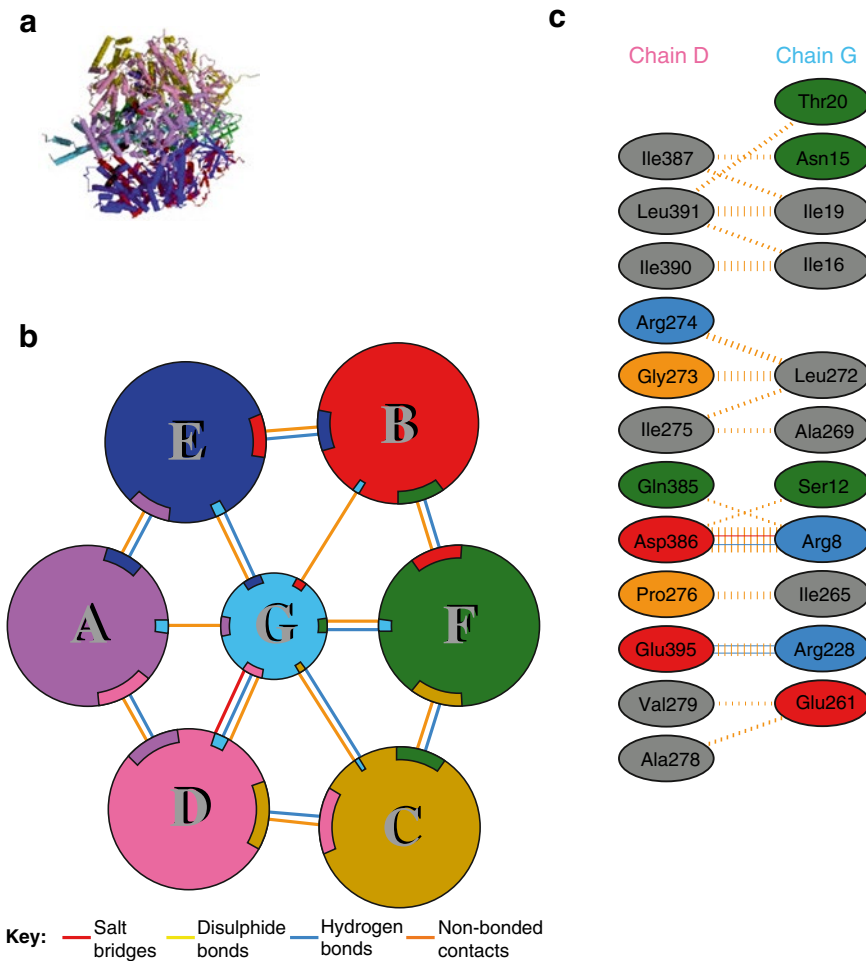 a
b
E
B
A
G
F
D
C
Key:
Salt bridges
Disulphide bonds
Hydrogen bonds
Non-bonded contacts
c
Chain D Chain G
Thr20
Ile387 Asn15
Leu391 Ile19
Ile390 Ile16
Arg274
Gly273 Leu272
Ile275 Ala269
Gln385 Ser12
Asp386 Arg8
Pro276 Ile265
Glu395 Arg228
Val279 Glu261
Ala278